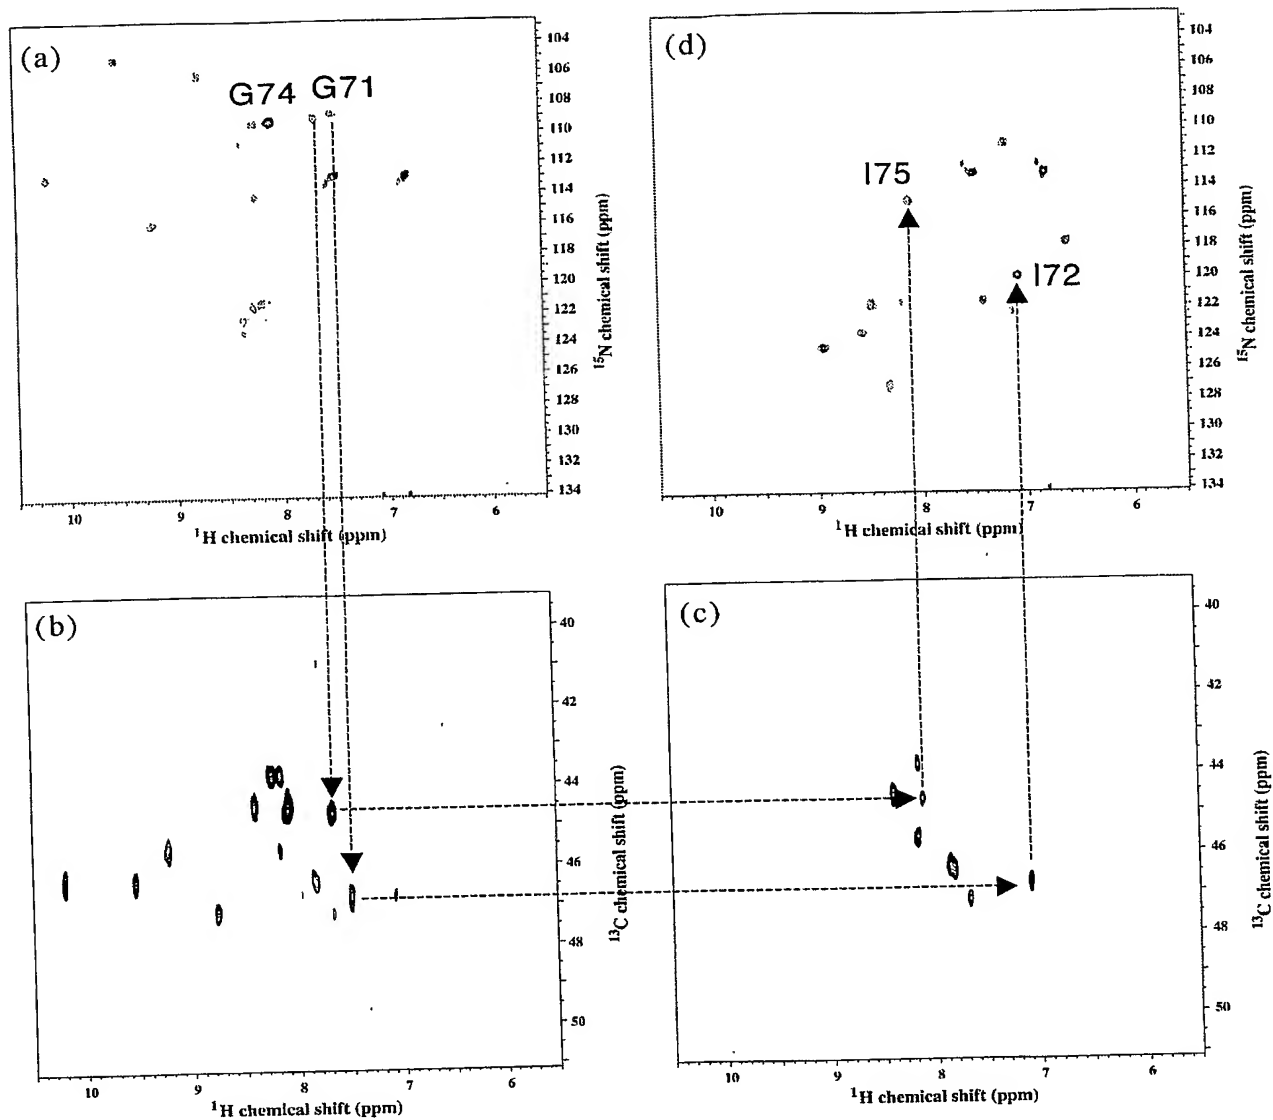 (a)
G74 G71
104
106
108
110
112
114
116
118
120
122
124
126
128
130
132
134
¹⁵N chemical shift (ppm)
10 9 8 7 6
¹H chemical shift (ppm)
(d)
I75
I72
104
106
108
110
112
114
116
118
120
122
124
126
128
130
132
134
¹⁵N chemical shift (ppm)
10 9 8 7 6
¹H chemical shift (ppm)
(b)
40
42
44
46
48
50
¹³C chemical shift (ppm)
10 9 8 7 6
¹H chemical shift (ppm)
(c)
40
42
44
46
48
50
¹³C chemical shift (ppm)
10 9 8 7 6
¹H chemical shift (ppm)